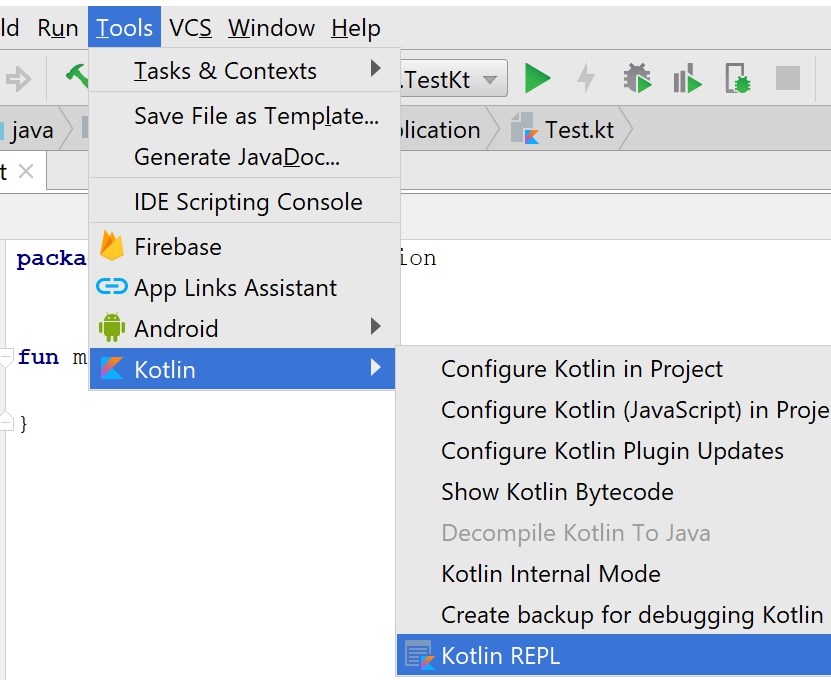 ld Run Tools VCS Window Help
Tasks & Contexts
.TestKt
Save File as Template...
java
lication
Test.kt
Generate JavaDoc...
t
IDE Scripting Console
Firebase
packa
ion
App Links Assistant
Android
fun m
Kotlin
Configure Kotlin in Project
Configure Kotlin (JavaScript) in Proje
}
Configure Kotlin Plugin Updates
Show Kotlin Bytecode
Decompile Kotlin To Java
Kotlin Internal Mode
Create backup for debugging Kotlin
Kotlin REPL